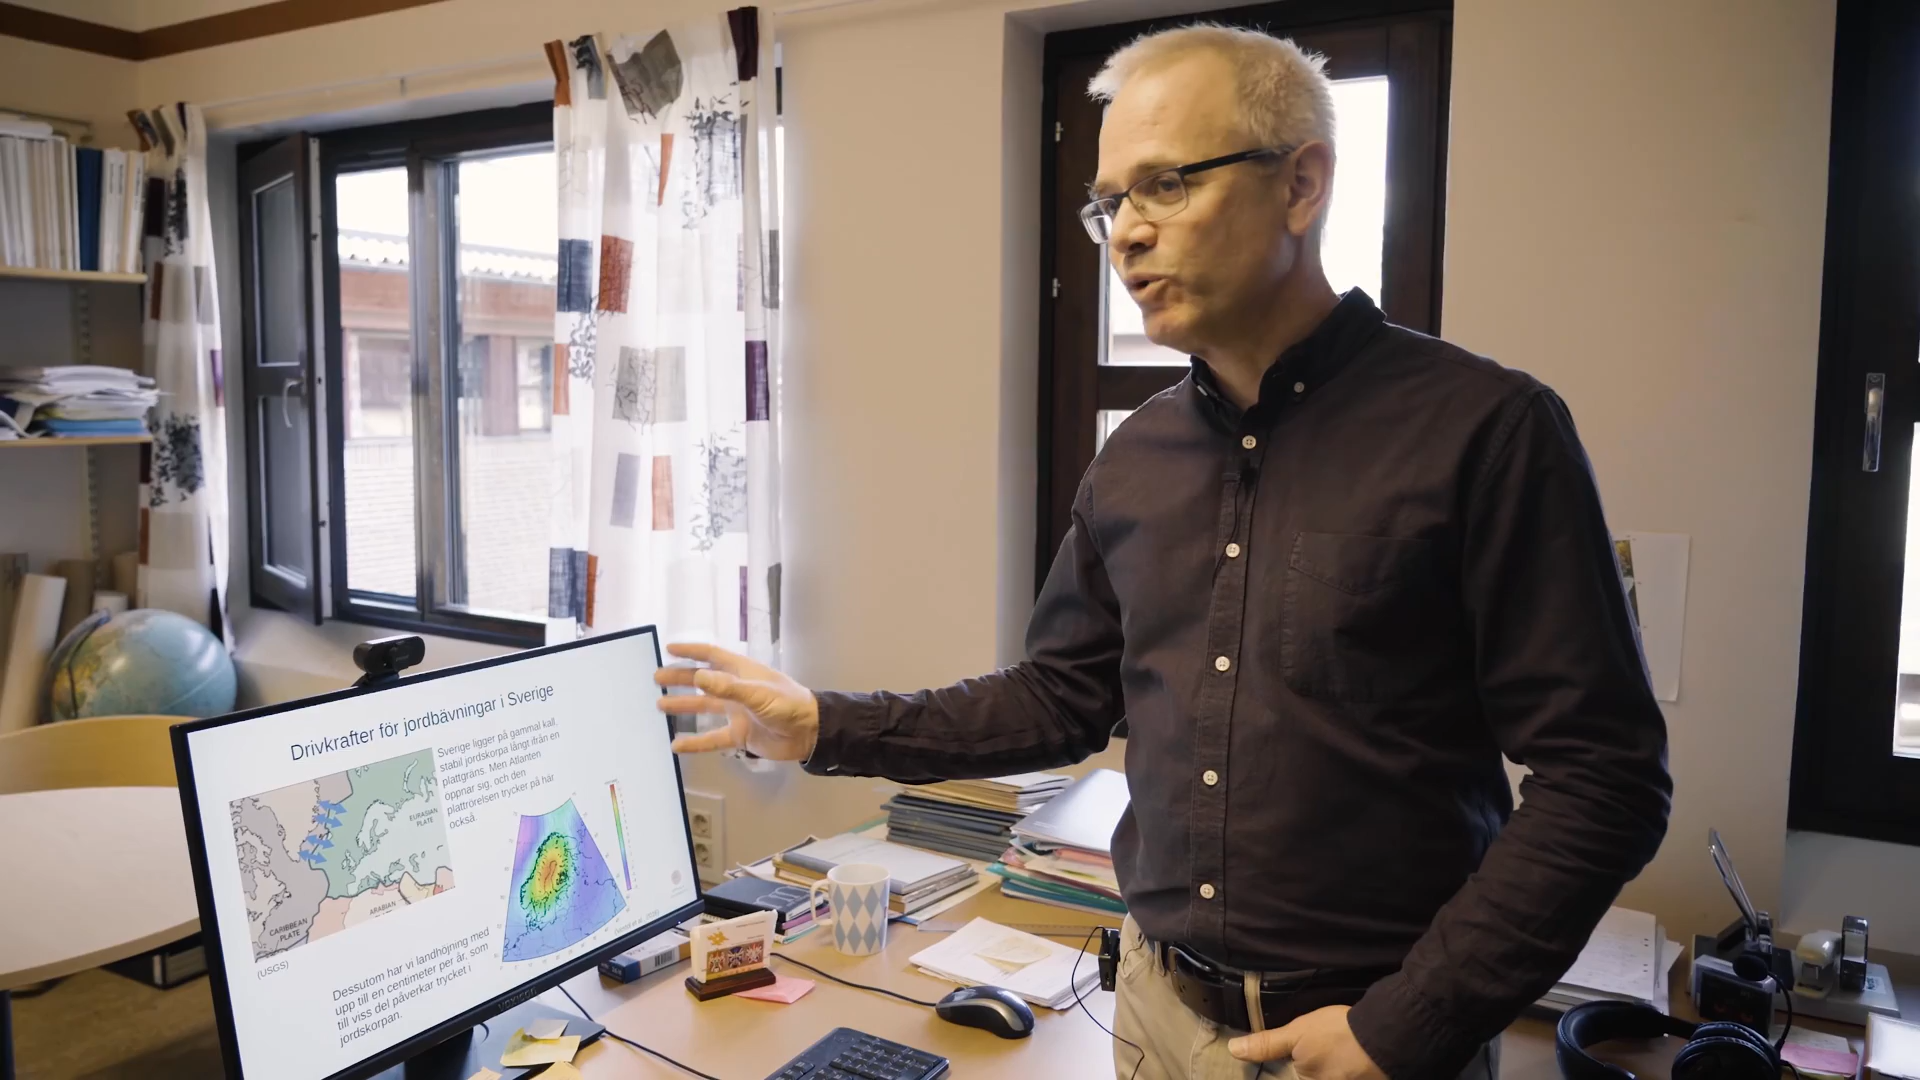 Drivkrafter för jordbävningar i Sverige
Sverige ligger på gammal kall,
stabil jordskorpa långt ifrån en
plattgräns. Men Atlanten
öppnar sig, och den
plattrörelsen trycker på här
också.
EURASIAN
PLATE
ARABIAN
CARIBBEAN
PLATE
(USGS)
Dessutom har vi landhöjning med
upp till en centimeter per år, som
till viss del påverkar trycket i
jordskorpan.